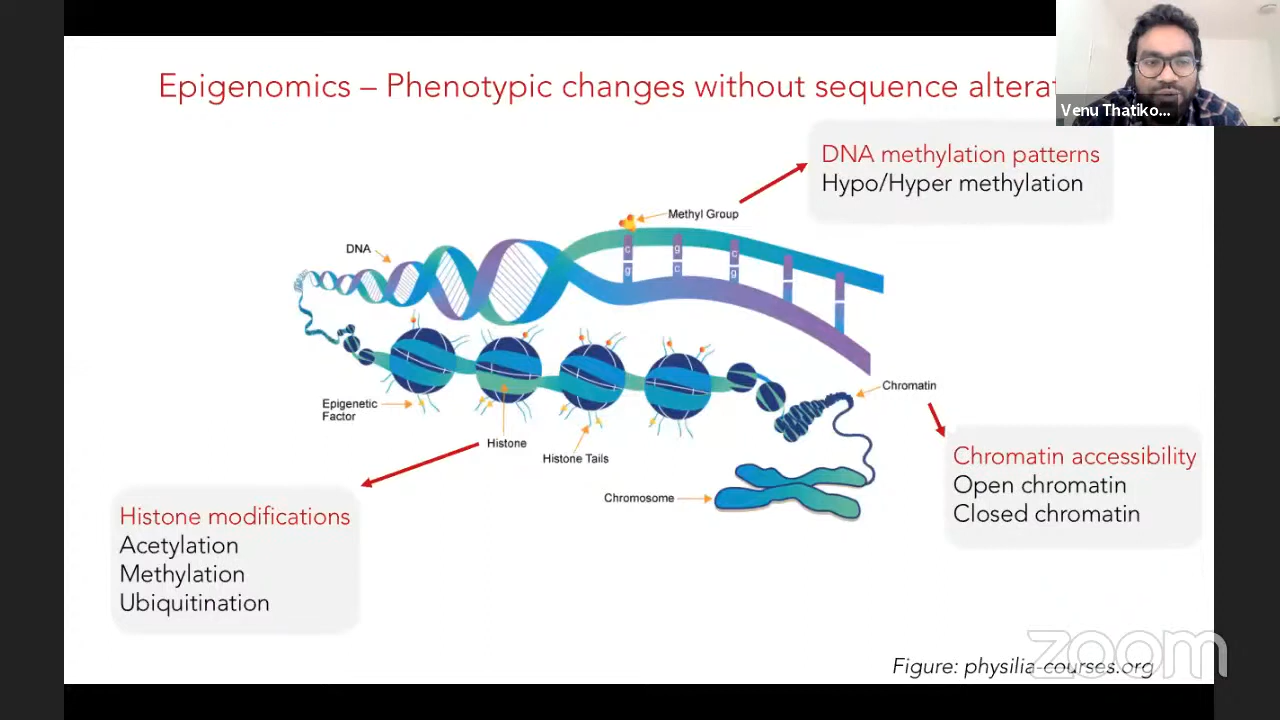 Epigenomics – Phenotypic changes without sequence alterat
Venu Thatiko...
DNA methylation patterns
Hypo/Hyper methylation
Methyl Group
DNA
c g c
g c g
Chromatin
Epigenetic
Factor
Histone
Histone Tails
Chromosome
Chromatin accessibility
Open chromatin
Closed chromatin
Histone modifications
Acetylation
Methylation
Ubiquitination
Figure: physilia-courses.org
zoom